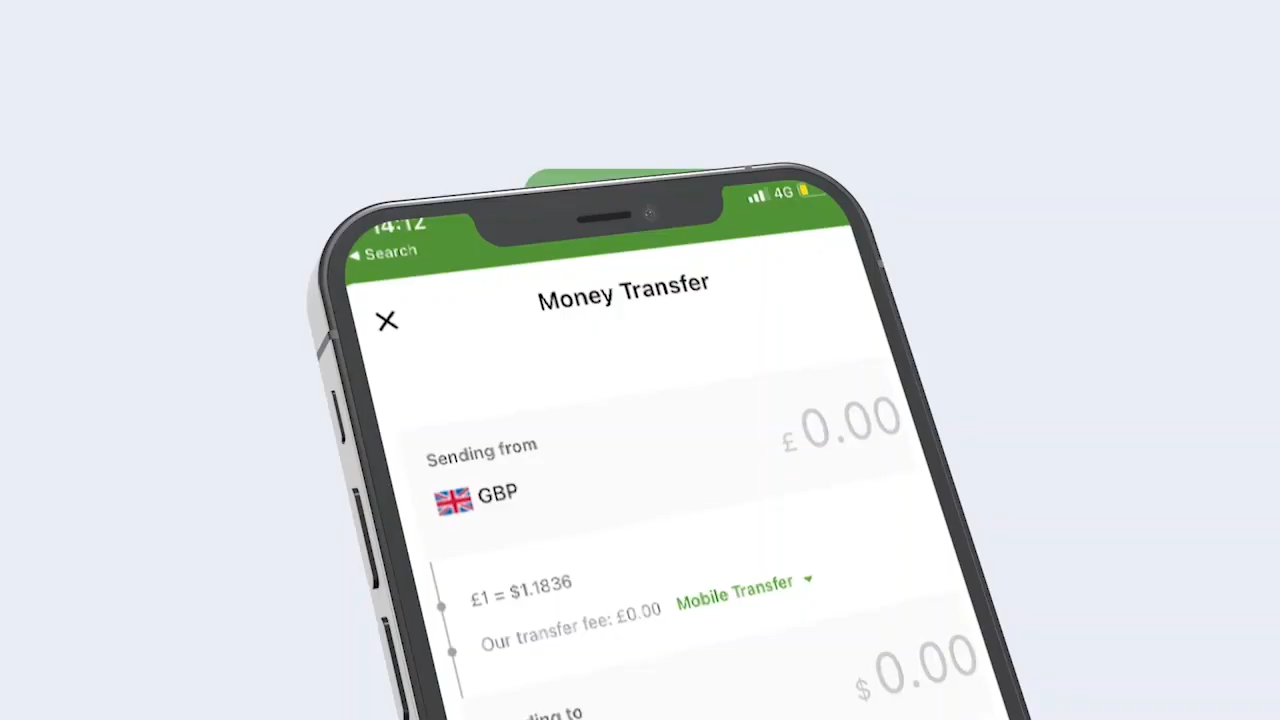 14:12
4G
◀ Search
Money Transfer
£ 0.00
Sending from
GBP
£1 = $1.1836
Our transfer fee: £0.00 Mobile Transfer
$ 0.00
to